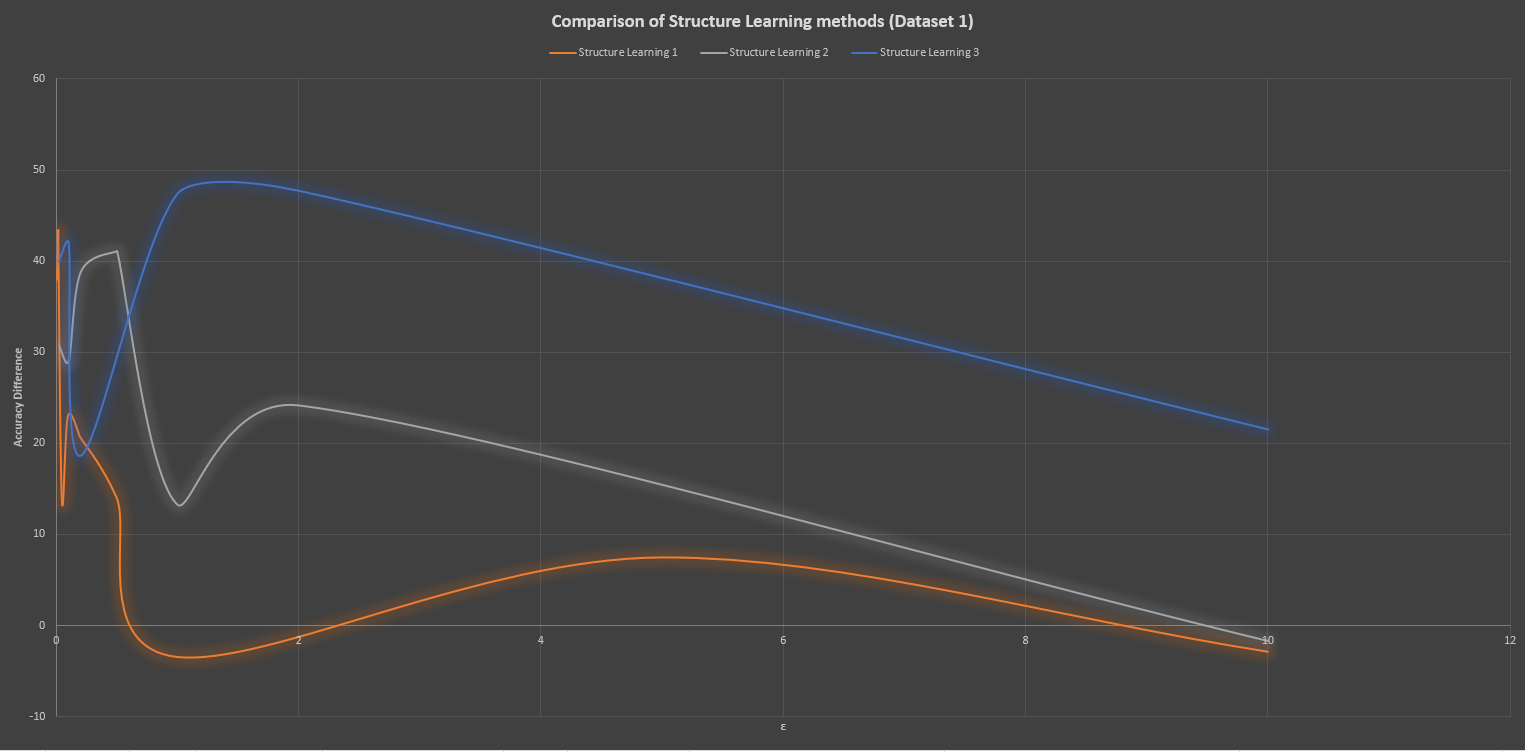 Comparison of Structure Learning methods (Dataset 1)
Structure Learning 1 Structure Learning 2 Structure Learning 3
60
50
40
30
20
10
0
-10
Accuracy Difference
0 2 4 6 8 10 12
ε